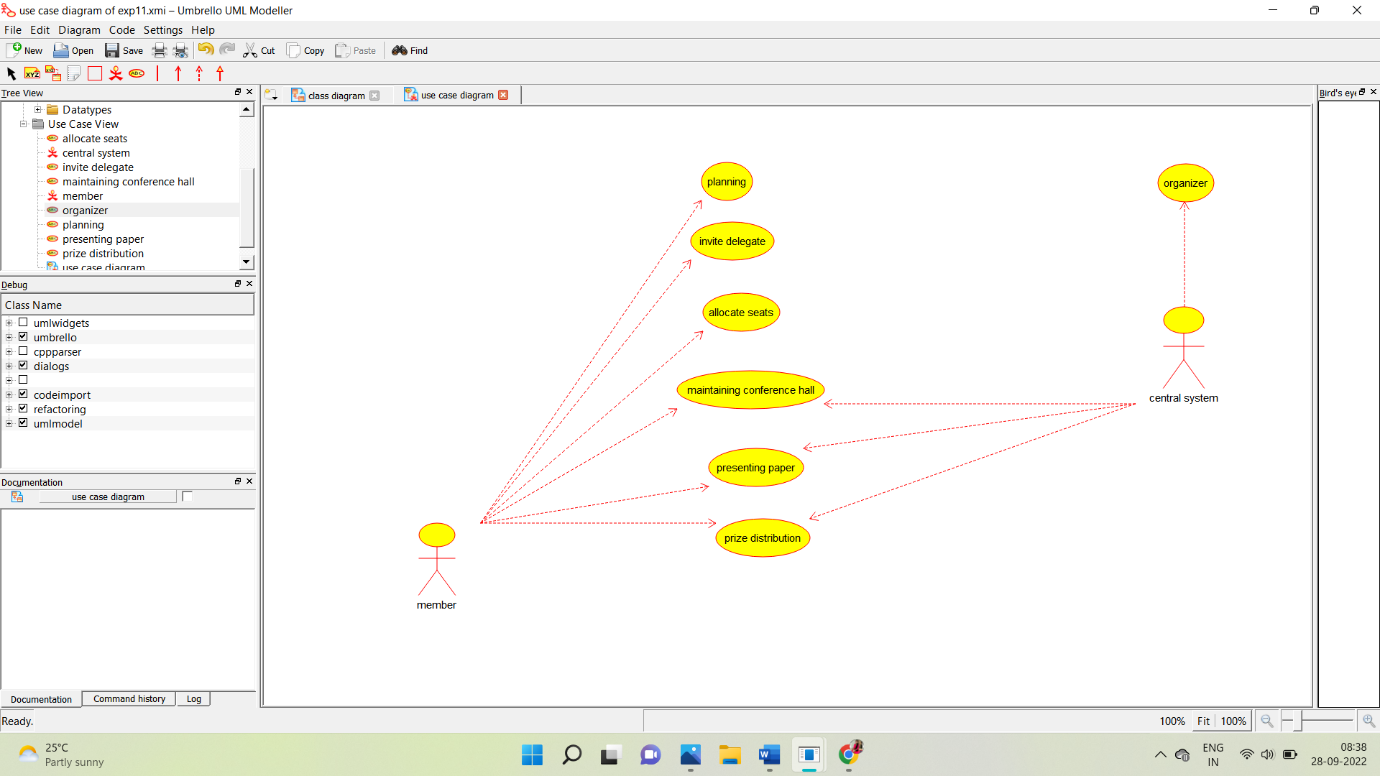 use case diagram of exp11.xmi – Umbrello UML Modeller
File Edit Diagram Code Settings Help
New Open Save Cut Copy Paste Find
XYZ ABC
Tree View
class diagram
use case diagram
Bird's eye
Datatypes
Use Case View
allocate seats
central system
invite delegate
maintaining conference hall
member
organizer
planning
presenting paper
prize distribution
use case diagram
Debug
Class Name
umlwidgets
umbrello
cppparser
dialogs
codeimport
refactoring
umlmodel
Documentation
use case diagram
Documentation Command history Log
planning
invite delegate
allocate seats
maintaining conference hall
presenting paper
prize distribution
member
organizer
central system
Ready.
100% Fit 100%
25°C
Partly sunny
ENG
IN
08:38
28-09-2022